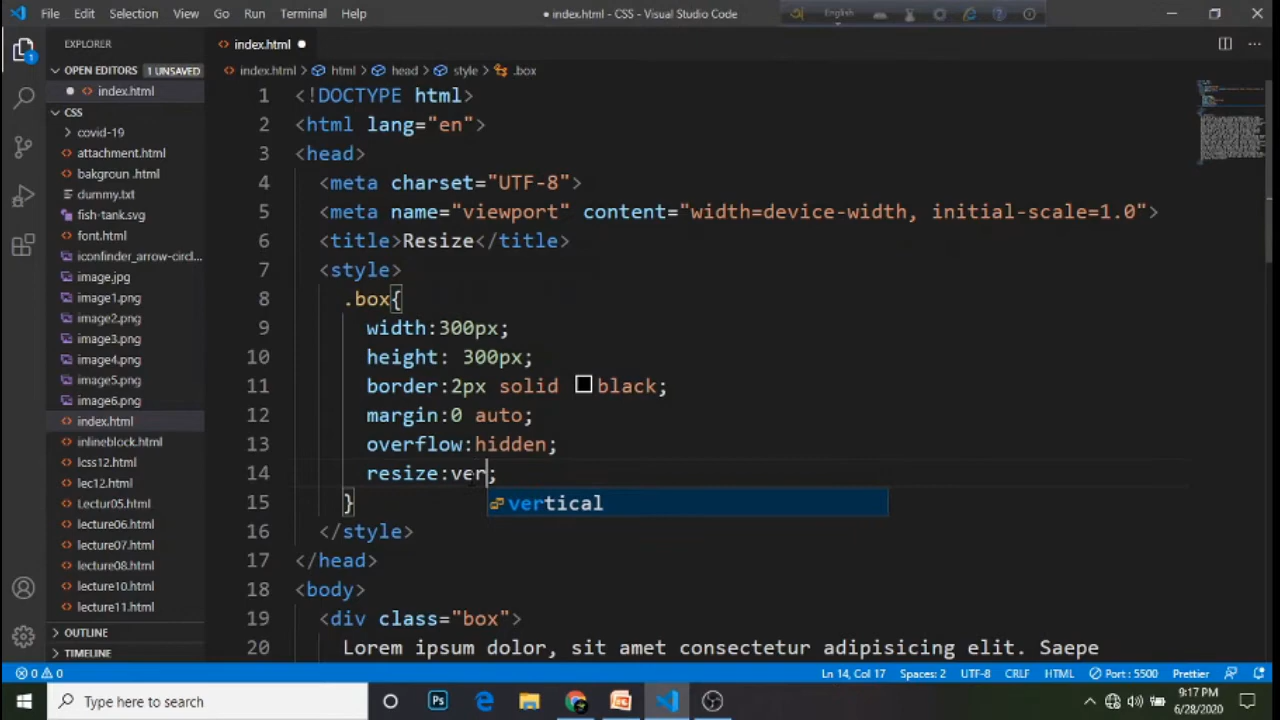 File Edit Selection View Go Run Terminal Help
● index.html - CSS - Visual Studio Code
English
EXPLORER
index.html ●
OPEN EDITORS 1 UNSAVED
● index.html
index.html > html > head > style > .box
CSS
covid-19
attachment.html
bakgroun .html
dummy.txt
fish-tank.svg
font.html
iconfinder_arrow-circl...
image.jpg
image1.png
image2.png
image3.png
image4.png
image5.png
image6.png
index.html
inlineblock.html
lcss12.html
lec12.html
Lectur05.html
lecture06.html
lecture07.html
lecture08.html
lecture10.html
lecture11.html
OUTLINE
TIMELINE
1 <!DOCTYPE html>
2 <html lang="en">
3 <head>
4 <meta charset="UTF-8">
5 <meta name="viewport" content="width=device-width, initial-scale=1.0">
6 <title>Resize</title>
7 <style>
8 .box{
9 width:300px;
10 height: 300px;
11 border:2px solid black;
12 margin:0 auto;
13 overflow:hidden;
14 resize:ver;
vertical
15 }
16 </style>
17 </head>
18 <body>
19 <div class="box">
20 Lorem ipsum dolor, sit amet consectetur adipisicing elit. Saepe
1
0 0 Ln 14, Col 17 Spaces: 2 UTF-8 CRLF HTML Port : 5500 Prettier
Type here to search
Ps
9:17 PM
6/28/2020